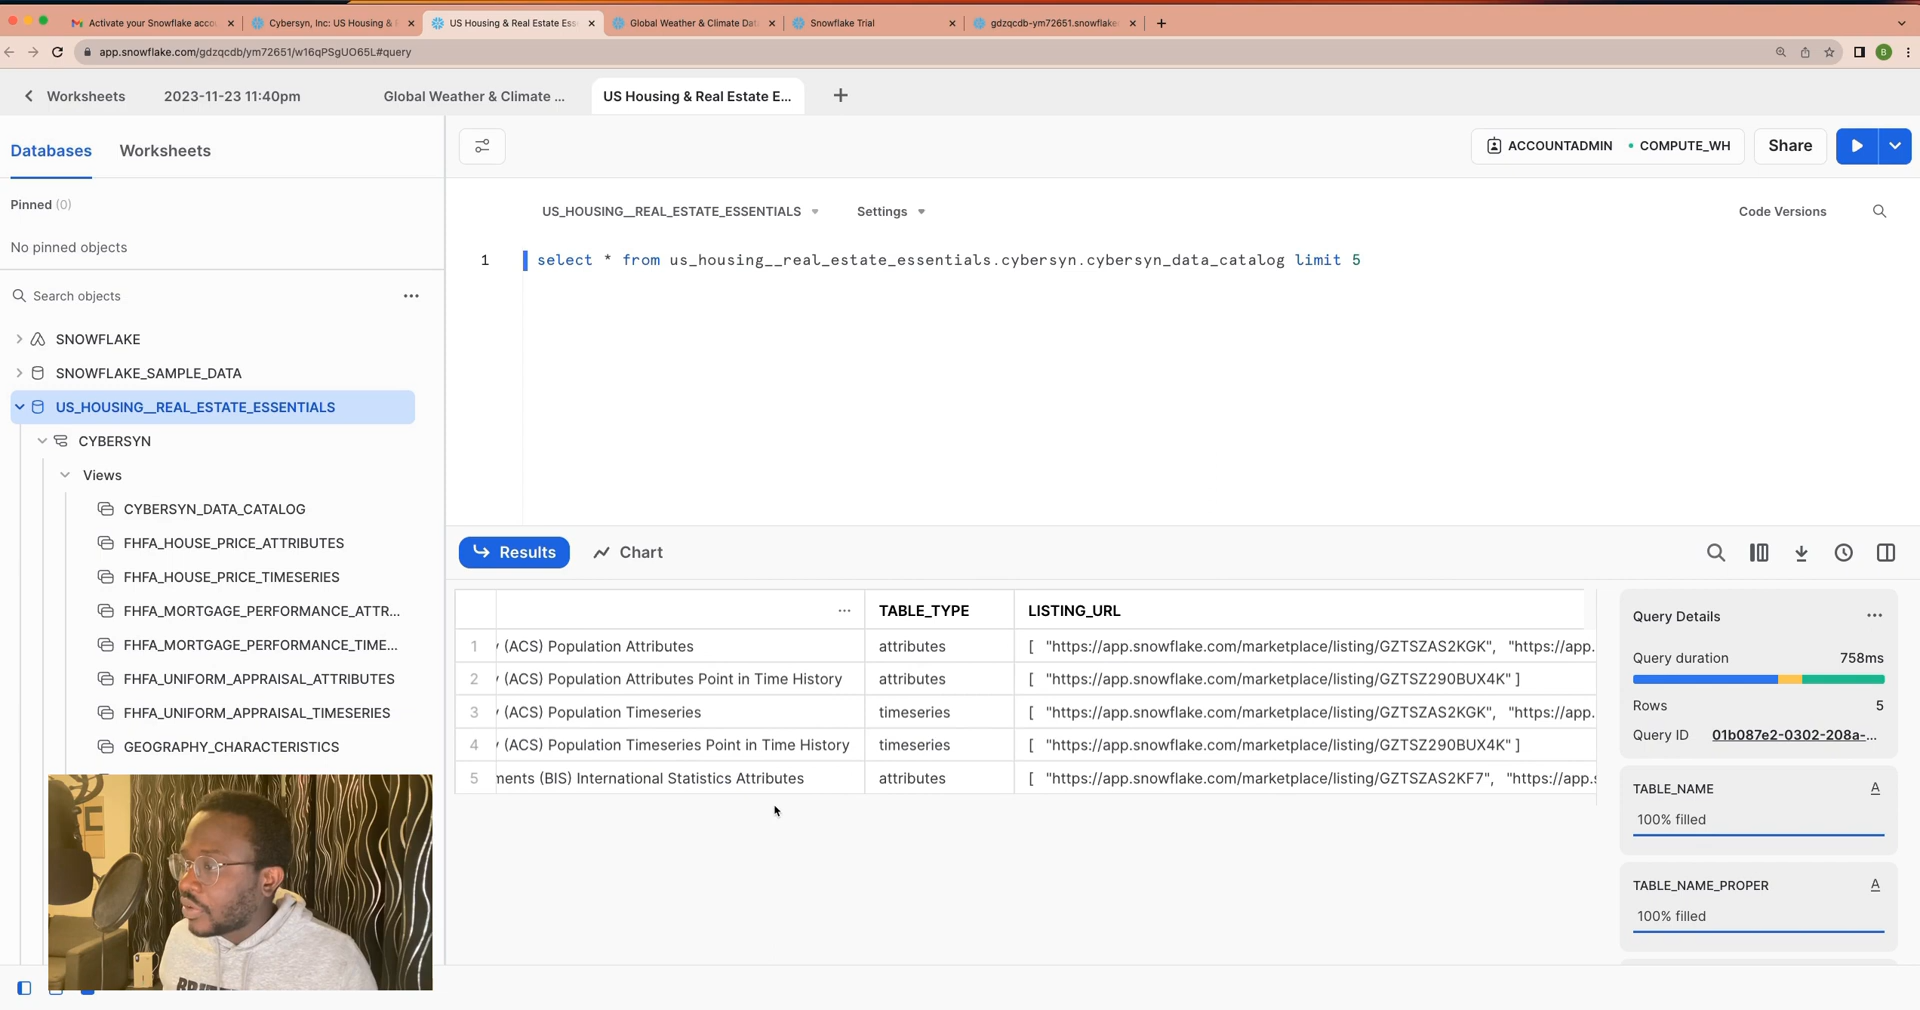 Activate your Snowflake accou
Cybersyn, Inc: US Housing &
US Housing & Real Estate Ess
Global Weather & Climate Dat
Snowflake Trial
gdzqcdb-ym72651.snowflake
app.snowflake.com/gdzqcdb/ym72651/w16qPSgUO65L#query
B
Worksheets
2023-11-23 11:40pm
Global Weather & Climate ...
US Housing & Real Estate E...
Databases
Worksheets
ACCOUNTADMIN
COMPUTE_WH
Share
Pinned (0)
No pinned objects
US_HOUSING__REAL_ESTATE_ESSENTIALS
Settings
Code Versions
1
select * from us_housing__real_estate_essentials.cybersyn.cybersyn_data_catalog limit 5
Search objects
SNOWFLAKE
SNOWFLAKE_SAMPLE_DATA
US_HOUSING__REAL_ESTATE_ESSENTIALS
CYBERSYN
Views
CYBERSYN_DATA_CATALOG
FHFA_HOUSE_PRICE_ATTRIBUTES
FHFA_HOUSE_PRICE_TIMESERIES
FHFA_MORTGAGE_PERFORMANCE_ATTR...
FHFA_MORTGAGE_PERFORMANCE_TIME...
FHFA_UNIFORM_APPRAISAL_ATTRIBUTES
FHFA_UNIFORM_APPRAISAL_TIMESERIES
GEOGRAPHY_CHARACTERISTICS
Results
Chart
TABLE_TYPE LISTING_URL
1 (ACS) Population Attributes attributes [ "https://app.snowflake.com/marketplace/listing/GZTSZAS2KGK", "https://app.
2 (ACS) Population Attributes Point in Time History attributes [ "https://app.snowflake.com/marketplace/listing/GZTSZ290BUX4K" ]
3 (ACS) Population Timeseries timeseries [ "https://app.snowflake.com/marketplace/listing/GZTSZAS2KGK", "https://app.
4 (ACS) Population Timeseries Point in Time History timeseries [ "https://app.snowflake.com/marketplace/listing/GZTSZ290BUX4K" ]
5 ments (BIS) International Statistics Attributes attributes [ "https://app.snowflake.com/marketplace/listing/GZTSZAS2KF7", "https://app.s
Query Details
Query duration 758ms
Rows 5
Query ID 01b087e2-0302-208a-...
TABLE_NAME A
100% filled
TABLE_NAME_PROPER A
100% filled